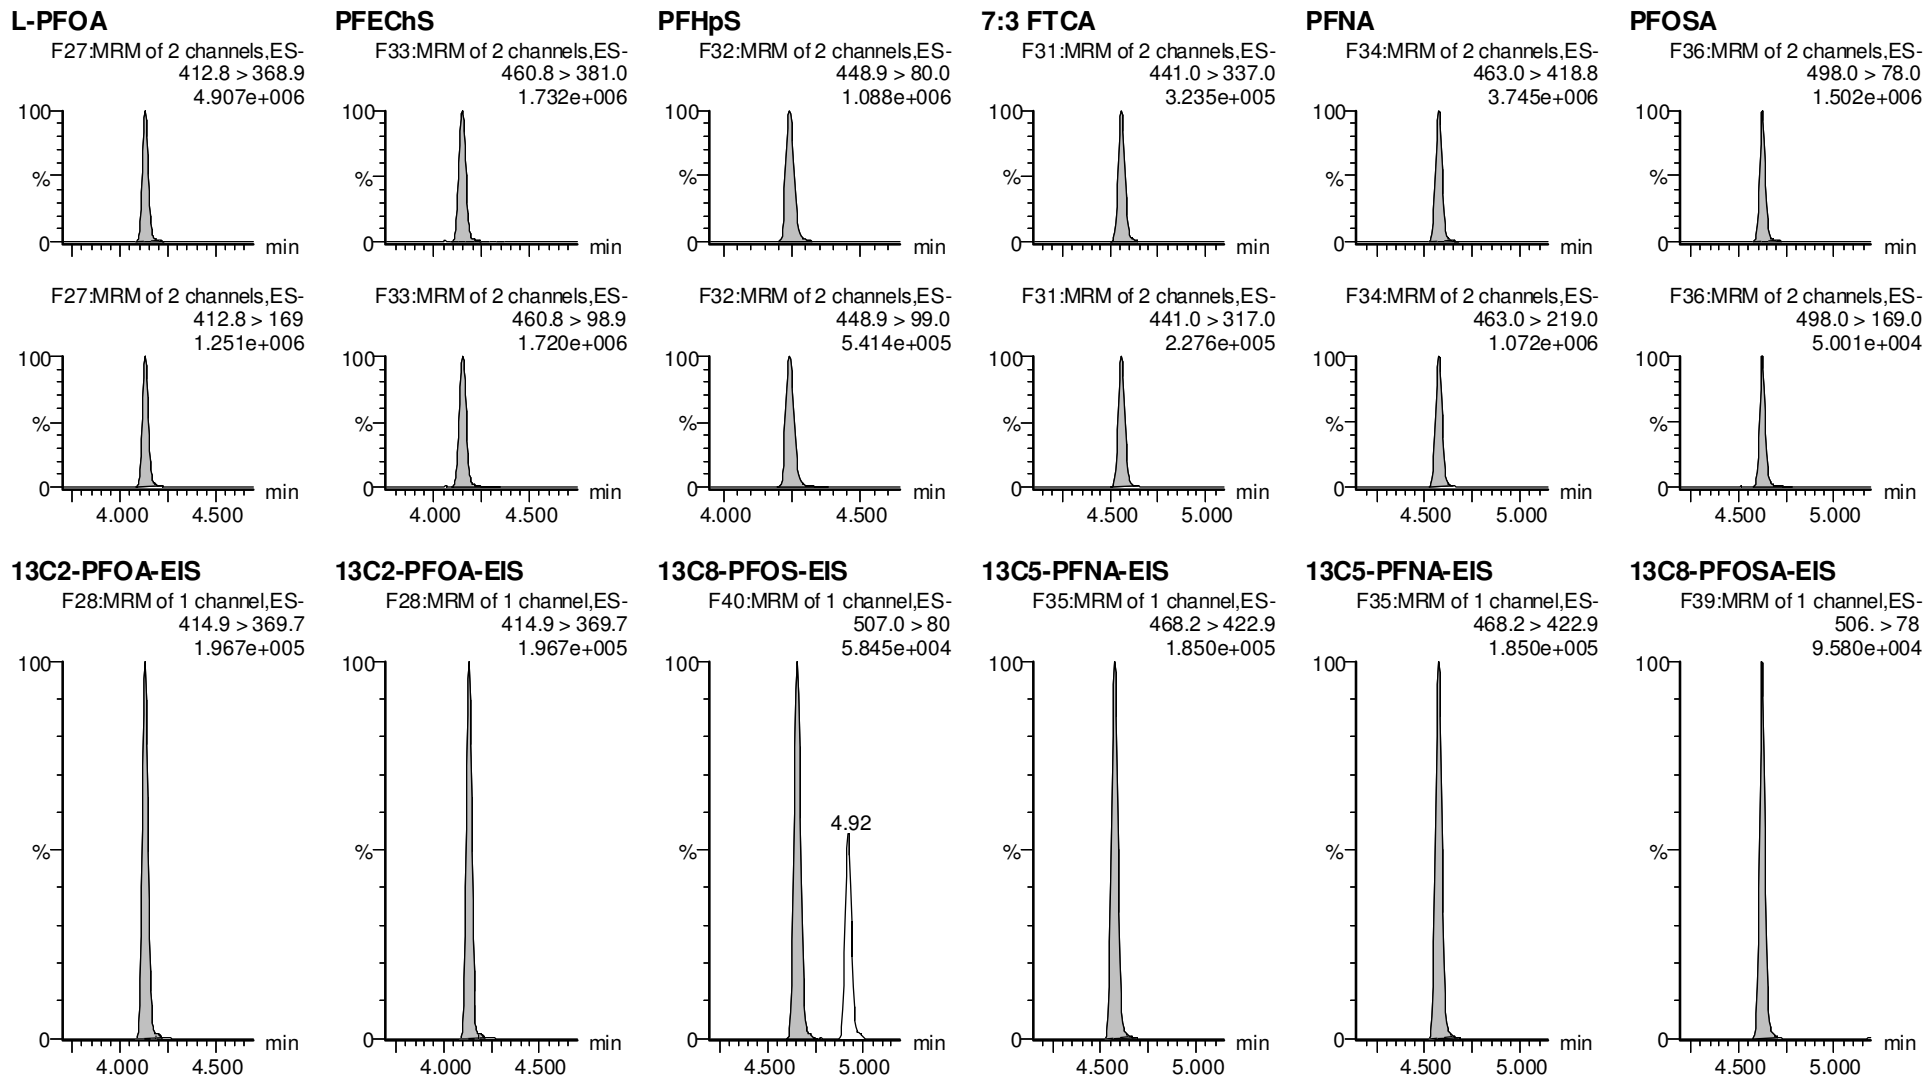 L-PFOA
F27:MRM of 2 channels,ES-
412.8 > 368.9
4.907e+006
100
%
0
min
PFEChS
F33:MRM of 2 channels,ES-
460.8 > 381.0
1.732e+006
100
%
0
min
PFHpS
F32:MRM of 2 channels,ES-
448.9 > 80.0
1.088e+006
100
%
0
min
7:3 FTCA
F31:MRM of 2 channels,ES-
441.0 > 337.0
3.235e+005
100
%
0
min
PFNA
F34:MRM of 2 channels,ES-
463.0 > 418.8
3.745e+006
100
%
0
min
PFOSA
F36:MRM of 2 channels,ES-
498.0 > 78.0
1.502e+006
100
%
0
min
F27:MRM of 2 channels,ES-
412.8 > 169
1.251e+006
100
%
0
min
4.000 4.500
F33:MRM of 2 channels,ES-
460.8 > 98.9
1.720e+006
100
%
0
min
4.000 4.500
F32:MRM of 2 channels,ES-
448.9 > 99.0
5.414e+005
100
%
0
min
4.000 4.500
F31:MRM of 2 channels,ES-
441.0 > 317.0
2.276e+005
100
%
0
min
4.500 5.000
F34:MRM of 2 channels,ES-
463.0 > 219.0
1.072e+006
100
%
0
min
4.500 5.000
F36:MRM of 2 channels,ES-
498.0 > 169.0
5.001e+004
100
%
0
min
4.500 5.000
13C2-PFOA-EIS
F28:MRM of 1 channel,ES-
414.9 > 369.7
1.967e+005
100
%
0
min
4.000 4.500
13C2-PFOA-EIS
F28:MRM of 1 channel,ES-
414.9 > 369.7
1.967e+005
100
%
0
min
4.000 4.500
13C8-PFOS-EIS
F40:MRM of 1 channel,ES-
507.0 > 80
5.845e+004
100
4.92
%
0
min
4.500 5.000
13C5-PFNA-EIS
F35:MRM of 1 channel,ES-
468.2 > 422.9
1.850e+005
100
%
0
min
4.500 5.000
13C5-PFNA-EIS
F35:MRM of 1 channel,ES-
468.2 > 422.9
1.850e+005
100
%
0
min
4.500 5.000
13C8-PFOSA-EIS
F39:MRM of 1 channel,ES-
506. > 78
9.580e+004
100
%
0
min
4.500 5.000